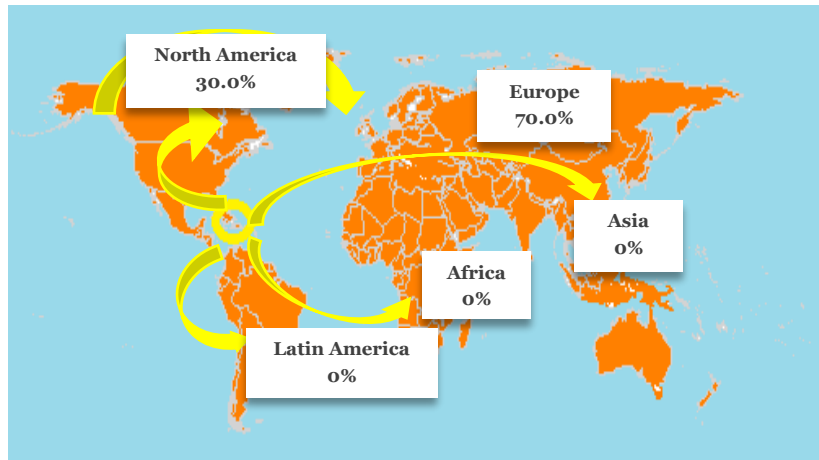 North America
30.0%
Europe
70.0%
Asia
0%
Africa
0%
Latin America
0%